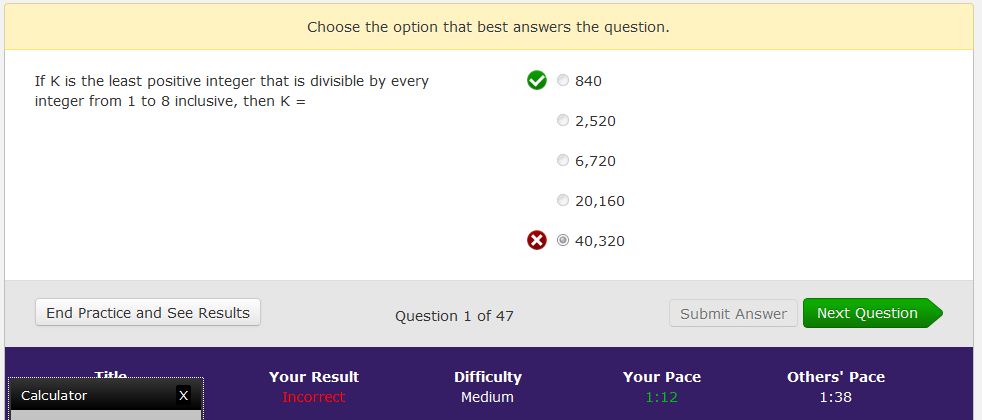 Choose the option that best answers the question.
If K is the least positive integer that is divisible by every
integer from 1 to 8 inclusive, then K =
840
2,520
6,720
20,160
40,320
End Practice and See Results
Question 1 of 47
Submit Answer
Next Question
Title Your Result Difficulty Your Pace Others' Pace
Calculator X
Incorrect Medium 1:12 1:38